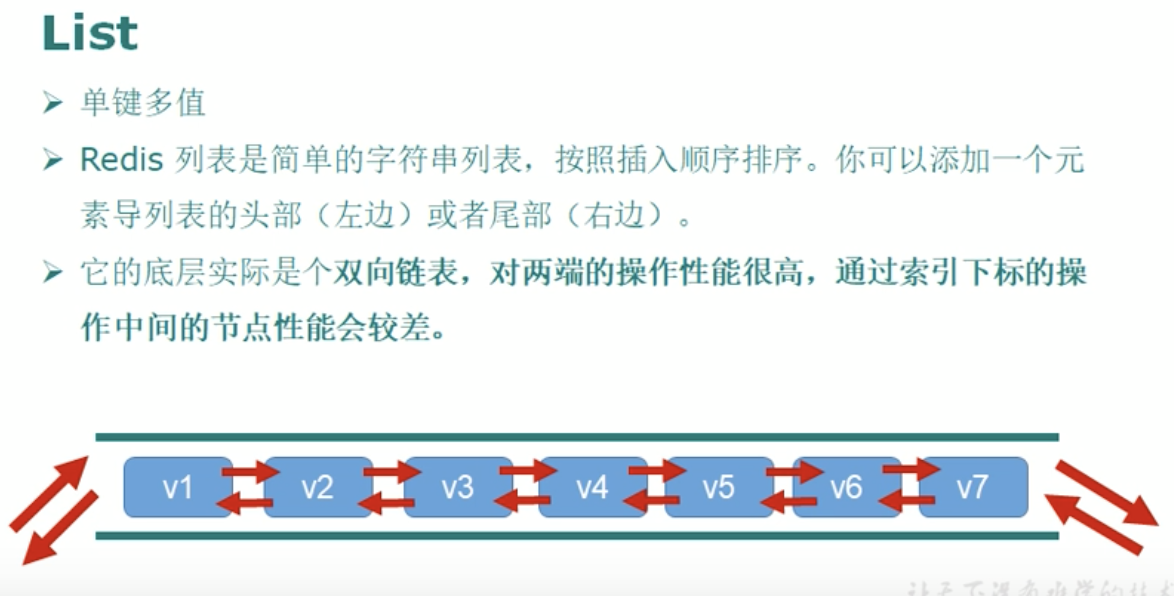 List
➢ 单键多值
➢ Redis 列表是简单的字符串列表，按照插入顺序排序。你可以添加一个元
素导列表的头部（左边）或者尾部（右边）。
➢ 它的底层实际是个双向链表，对两端的操作性能很高，通过索引下标的操
作中间的节点性能会较差。
v1 v2 v3 v4 v5 v6 v7